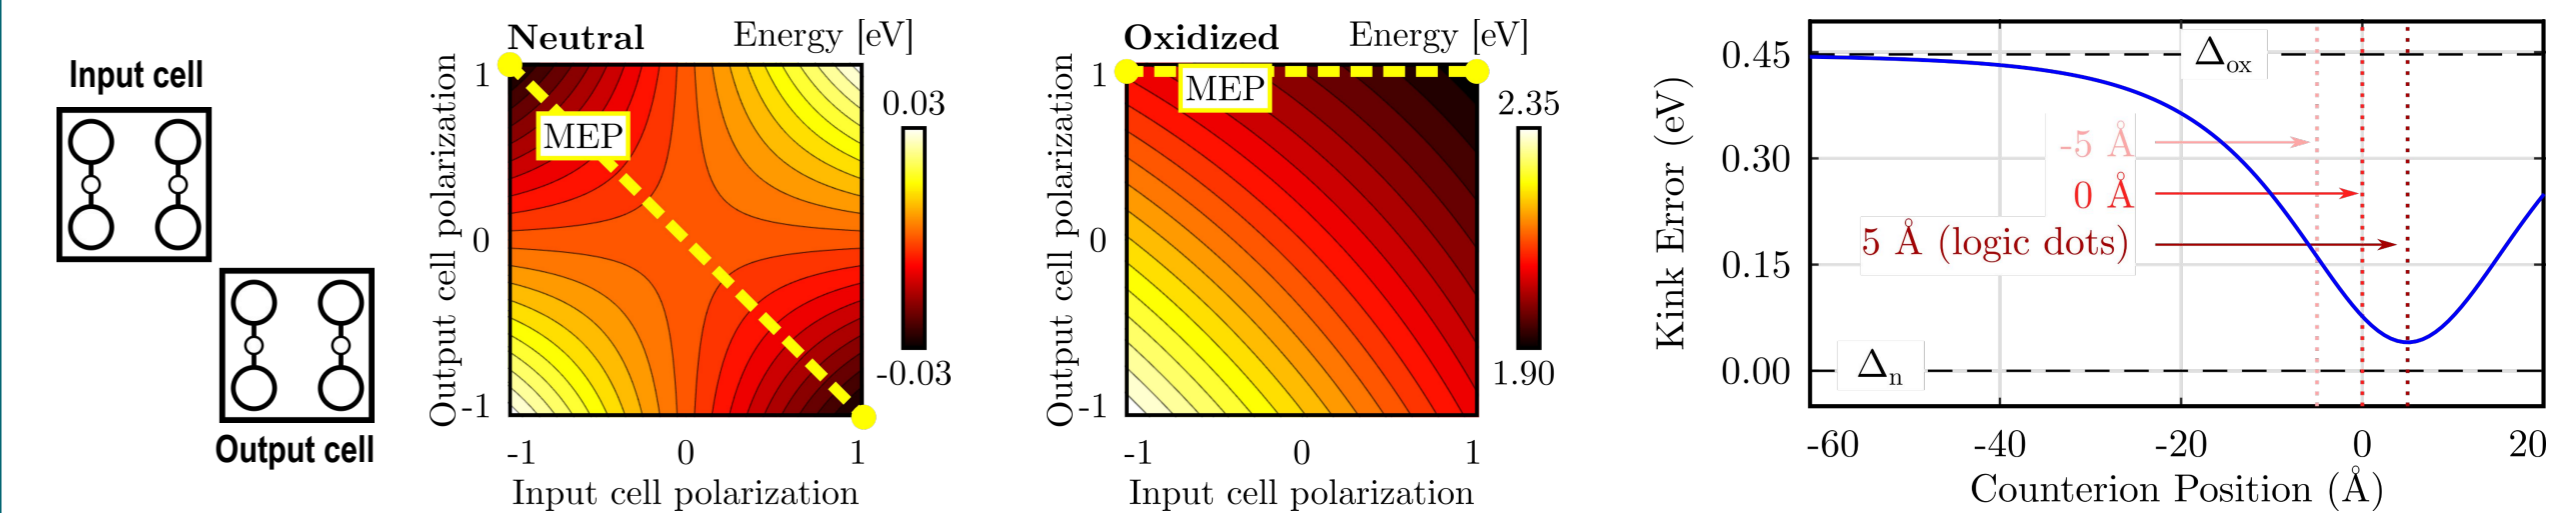 Input cell
Output cell
Neutral
Energy [eV]
Output cell polarization
1
0
-1
MEP
0.03
-0.03
-1
0
1
Input cell polarization
Oxidized
Energy [eV]
Output cell polarization
1
0
-1
MEP
2.35
1.90
-1
0
1
Input cell polarization
Kink Error (eV)
0.45
0.30
0.15
0.00
Δox
-5 Å
0 Å
5 Å (logic dots)
Δn
-60
-40
-20
0
20
Counterion Position (Å)